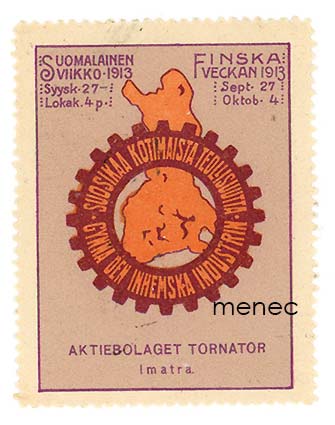 SUOMALAINEN
VIIKKO·1913
Syysk. 27–
Lokak. 4 p.
FINSKA
VECKAN 1913
Sept. 27
Oktob. 4
SUOSIKAA KOTIMAISTA TEOLLISUUTTA
GYNNA DEN INHEMSKA INDUSTRIN
menec
AKTIEBOLAGET TORNATOR
Imatra.